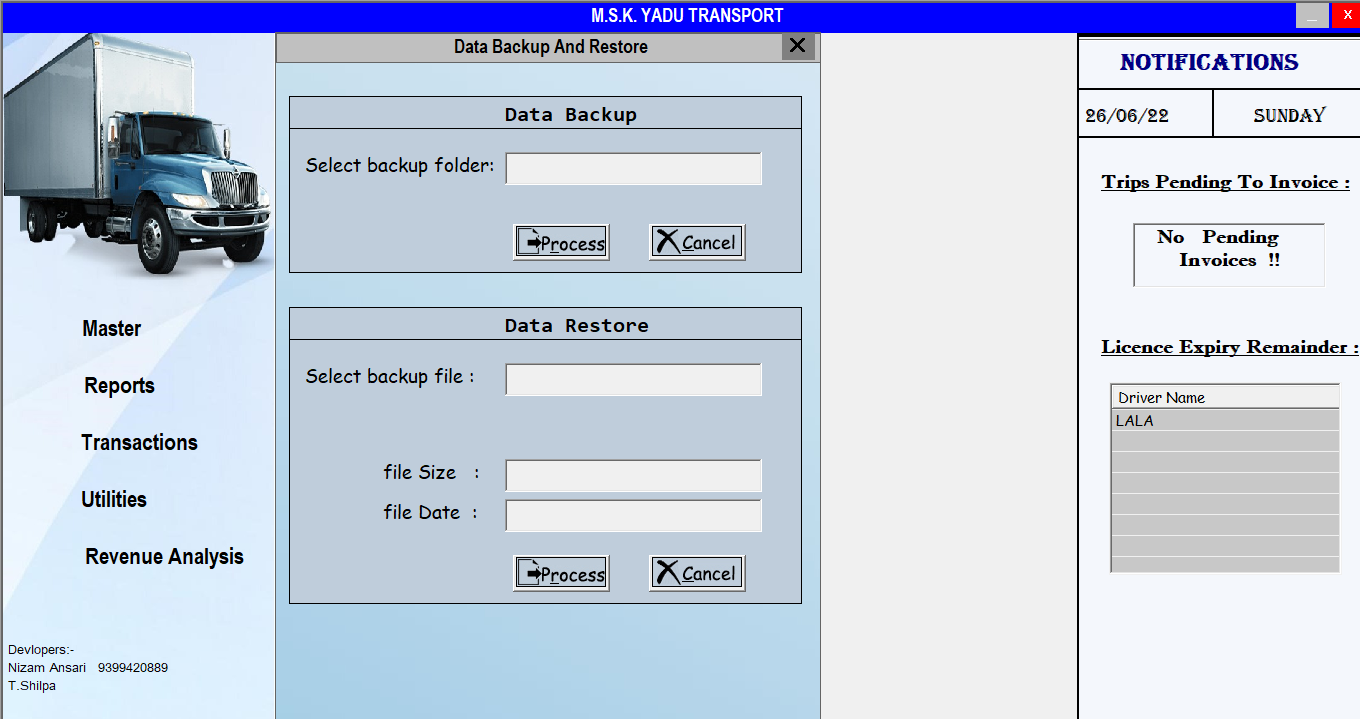 M.S.K. YADU TRANSPORT
_ X
Data Backup And Restore
X
Data Backup
Select backup folder:
Process Cancel
Data Restore
Select backup file :
file Size :
file Date :
Process Cancel
Master
Reports
Transactions
Utilities
Revenue Analysis
Devlopers:-
Nizam Ansari 9399420889
T.Shilpa
NOTIFICATIONS
26/06/22 SUNDAY
Trips Pending To Invoice :
No Pending
Invoices !!
Licence Expiry Remainder :
Driver Name
LALA